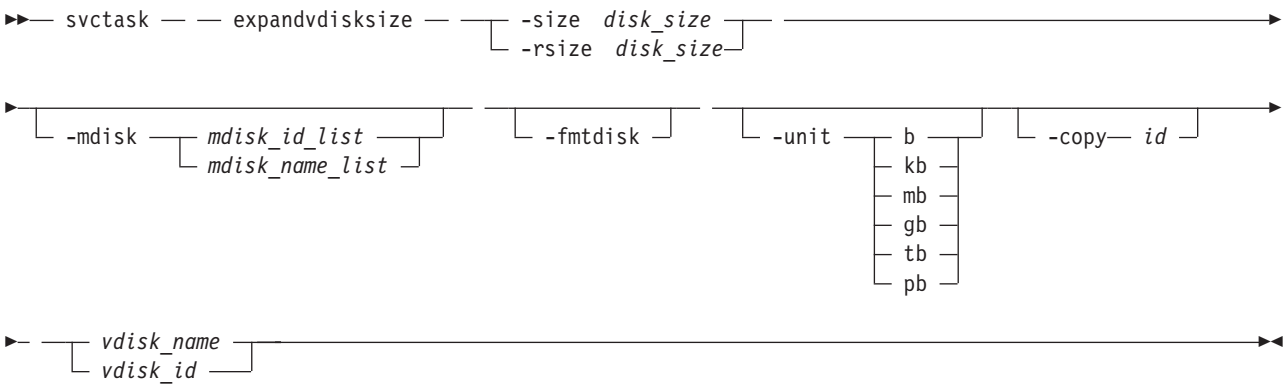 svctask expandvdisksize -size disk_size
-rsize disk_size
-mdisk mdisk_id_list -fmtdisk -unit b -copy id
mdisk_name_list kb
mb
gb
tb
pb
vdisk_name
vdisk_id